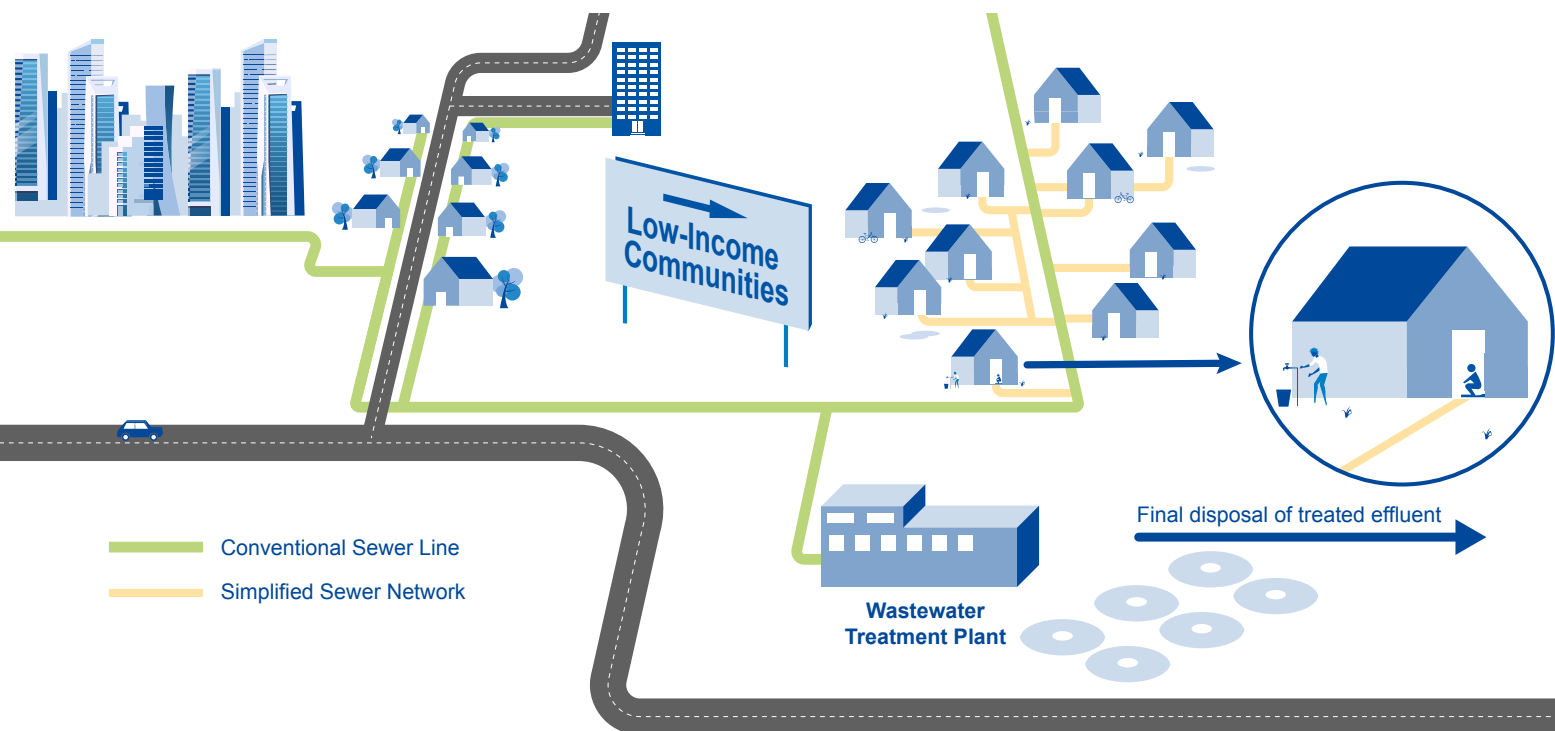 Low-Income
Communities
Final disposal of treated effluent
Conventional Sewer Line
Simplified Sewer Network
Wastewater
Treatment Plant